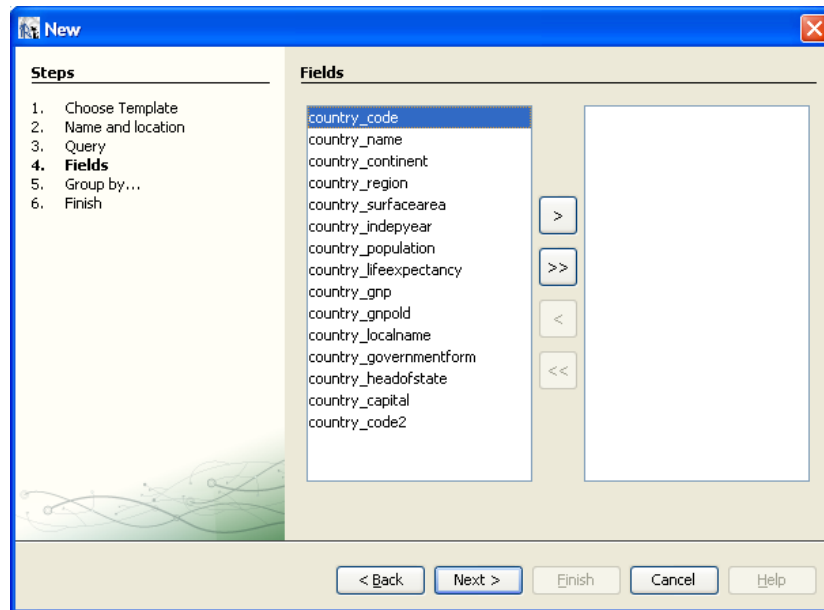 New
Steps
1. Choose Template
2. Name and location
3. Query
4. Fields
5. Group by...
6. Finish
Fields
country_code
country_name
country_continent
country_region
country_surfacearea
country_indepyear
country_population
country_lifeexpectancy
country_gnp
country_gnpold
country_localname
country_governmentform
country_headofstate
country_capital
country_code2
>
>>
<
<<
< Back Next > Finish Cancel Help